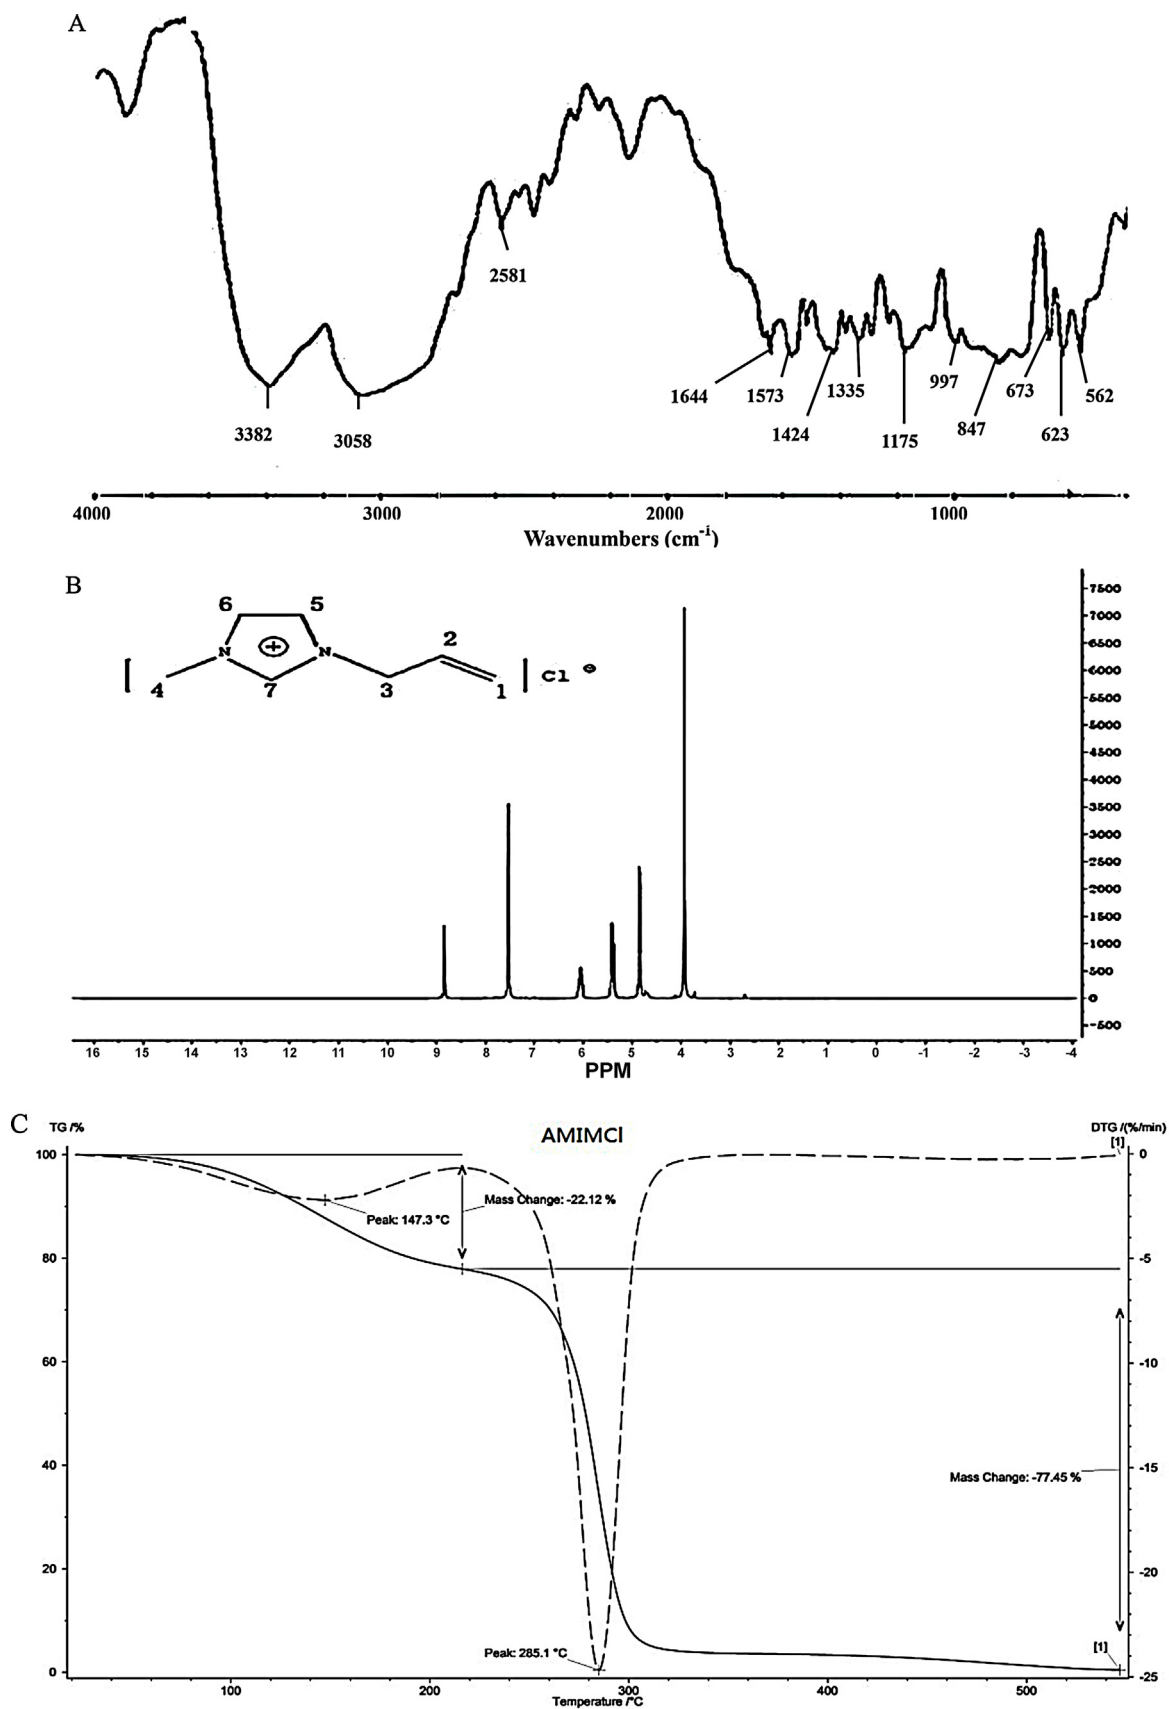 A
2581
3382
3058
1644
1573
1424
1335
1175
997
847
673
623
562
4000 3000 2000 1000
Wavenumbers (cm-1)
B
6 5
N + N
2
4 7 3 1
[ ] Cl ⊖
7500
7000
6500
6000
5500
5000
4500
4000
3500
3000
2500
2000
1500
1000
500
0
-500
16 15 14 13 12 11 10 9 8 7 6 5 4 3 2 1 0 -1 -2 -3 -4
PPM
C
TG /%
AMIMCl
DTG /(%/min)
[1]
100
80
60
40
20
0
0
-5
-10
-15
-20
-25
Mass Change: -22.12 %
Peak: 147.3 °C
Mass Change: -77.45 %
Peak: 285.1 °C
[1]
100 200 300 400 500
Temperature /°C